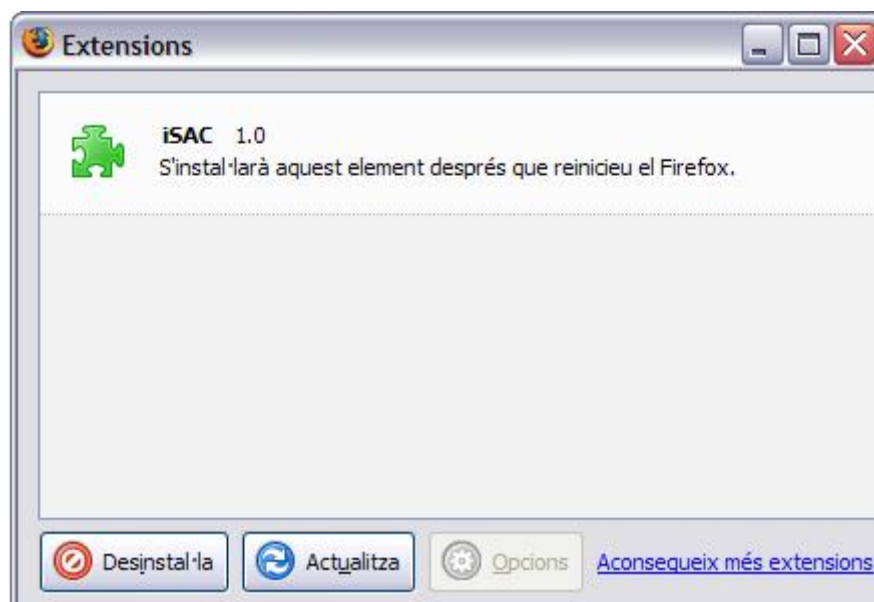 Extensions
iSAC 1.0
S'instal·larà aquest element després que reinicieu el Firefox.
Desinstal·la
Actualitza
Opcions
Aconsegueix més extensions